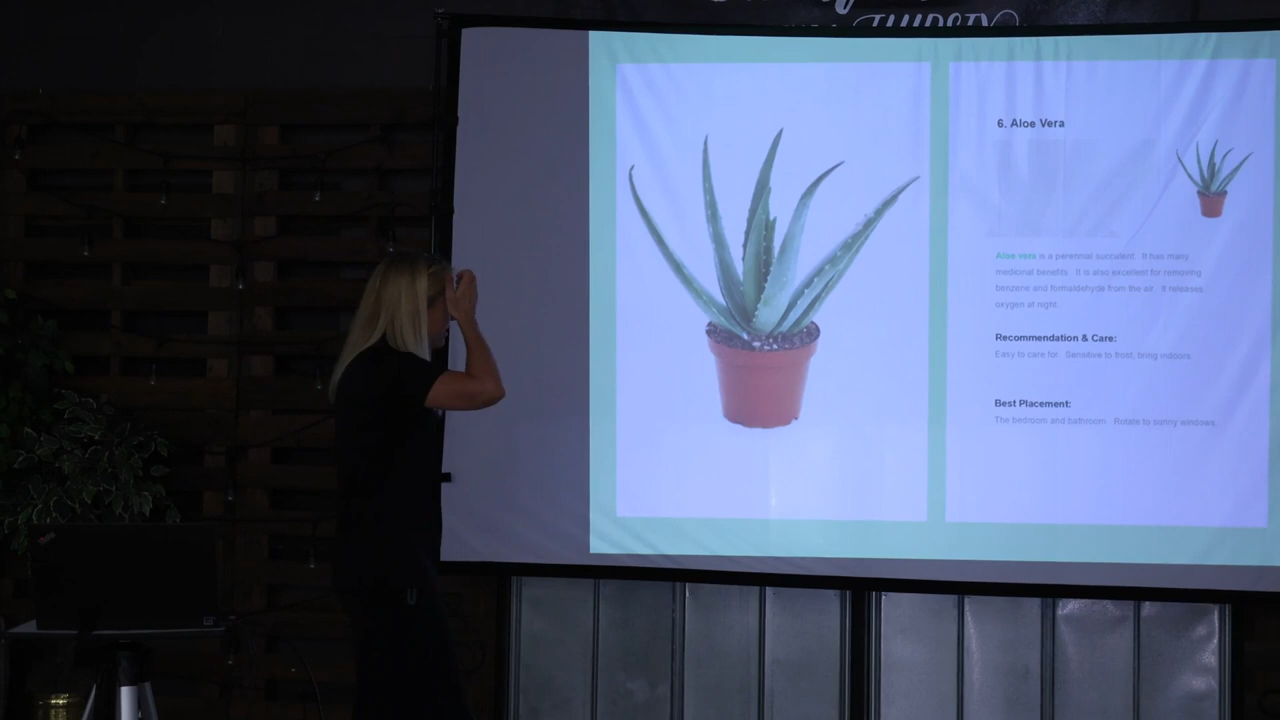 THIRSTY
6. Aloe Vera
Aloe vera is a perennial succulent. It has many
medicinal benefits. It is also excellent for removing
benzene and formaldehyde from the air. It releases
oxygen at night.
Recommendation & Care:
Easy to care for. Sensitive to frost, bring indoors.
Best Placement:
The bedroom and bathroom. Rotate to sunny windows.